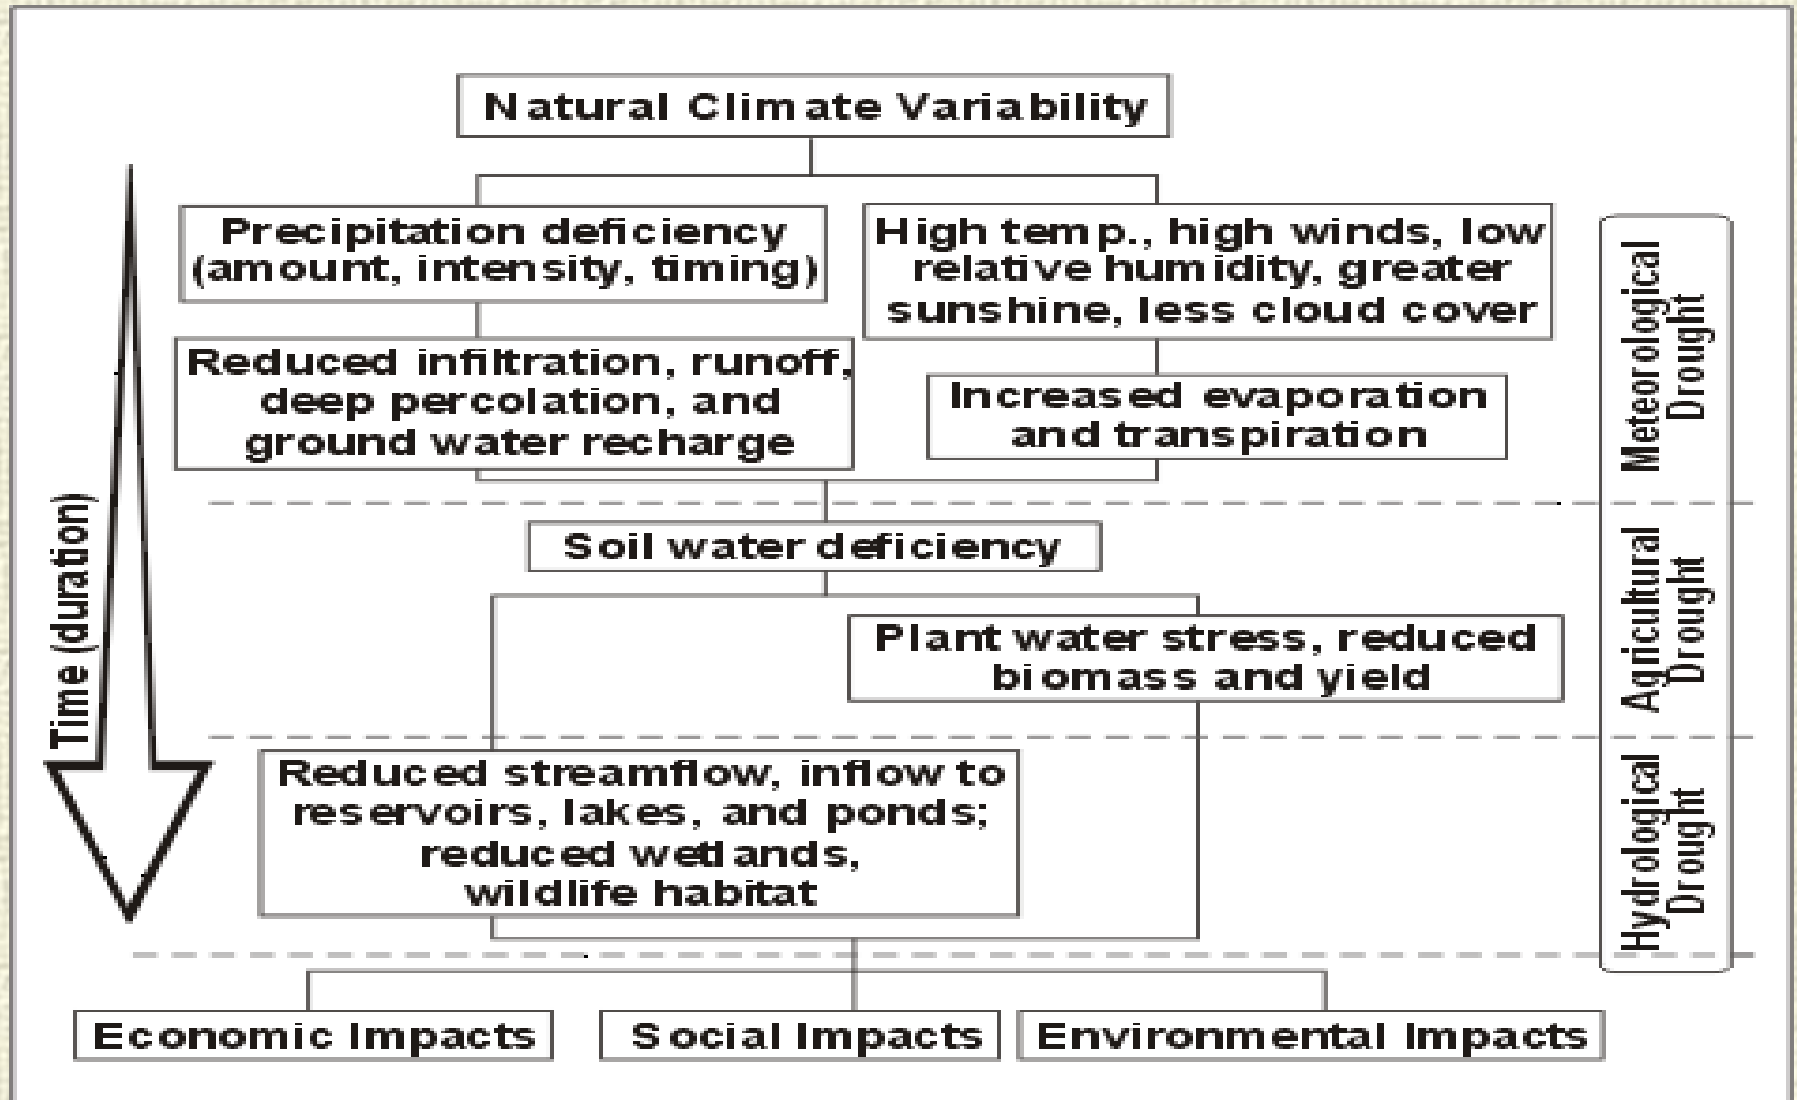 Natural Climate Variability
Precipitation deficiency
(amount, intensity, timing)
High temp., high winds, low
relative humidity, greater
sunshine, less cloud cover
Reduced infiltration, runoff,
deep percolation, and
ground water recharge
Increased evaporation
and transpiration
Meteorological
Drought
Time (duration)
Soil water deficiency
Plant water stress, reduced
biomass and yield
Agricultural
Drought
Reduced streamflow, inflow to
reservoirs, lakes, and ponds;
reduced wetlands,
wildlife habitat
Hydrological
Drought
Economic Impacts
Social Impacts
Environmental Impacts